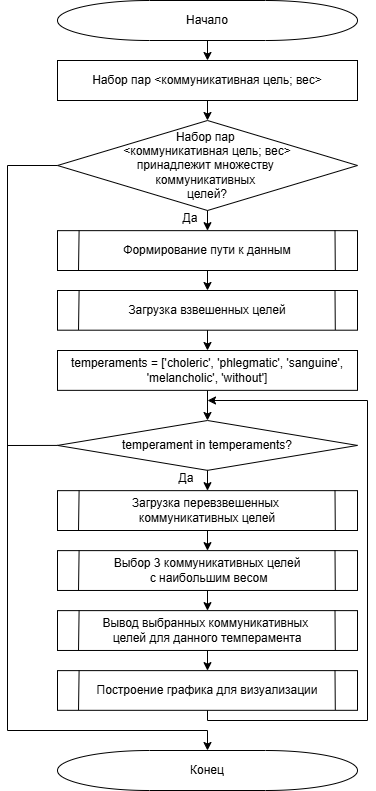 Начало
Набор пар <коммуникативная цель; вес>
Набор пар
<коммуникативная цель; вес>
принадлежит множеству
коммуникативных
целей?
Да
Формирование пути к данным
Загрузка взвешенных целей
temperaments = ['choleric', 'phlegmatic', 'sanguine',
'melancholic', 'without']
temperament in temperaments?
Да
Загрузка перевзвешенных
коммуникативных целей
Выбор 3 коммуникативных целей
с наибольшим весом
Вывод выбранных коммуникативных
целей для данного темперамента
Построение графика для визуализации
Конец